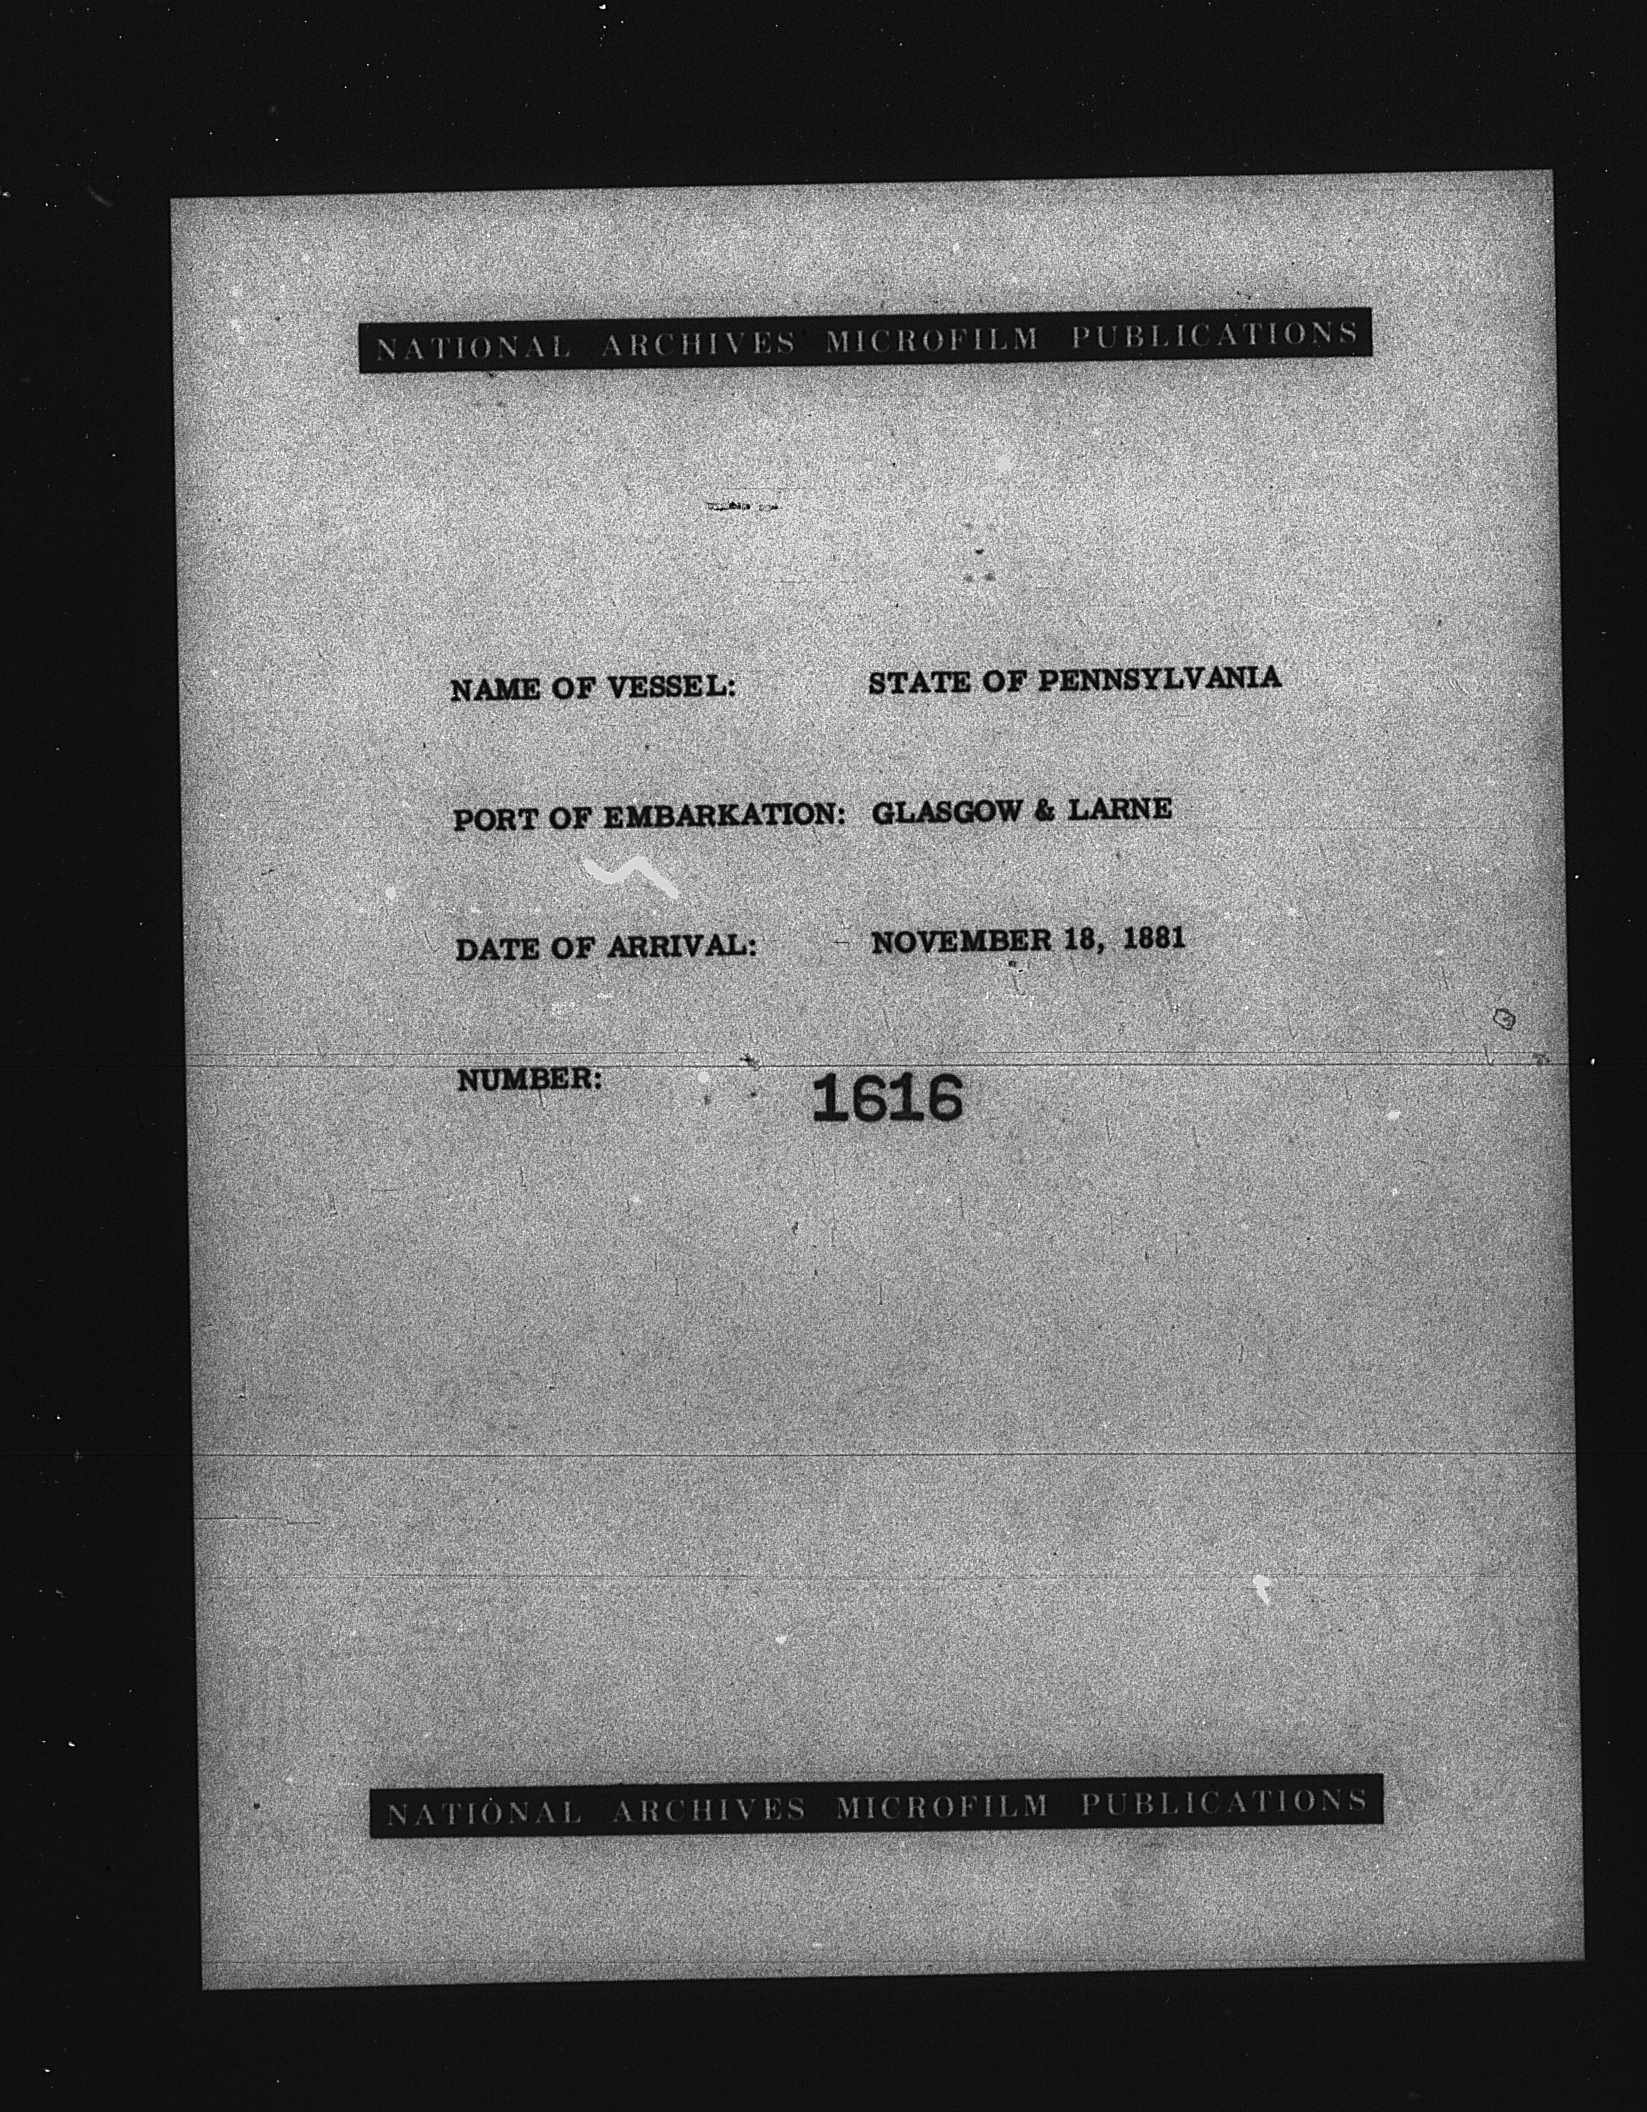 NATIONAL ARCHIVES MICROFILM PUBLICATIONS
NAME OF VESSEL: STATE OF PENNSYLVANIA
PORT OF EMBARKATION: GLASGOW & LARNE
DATE OF ARRIVAL: NOVEMBER 18, 1881
NUMBER: 1616
NATIONAL ARCHIVES MICROFILM PUBLICATIONS